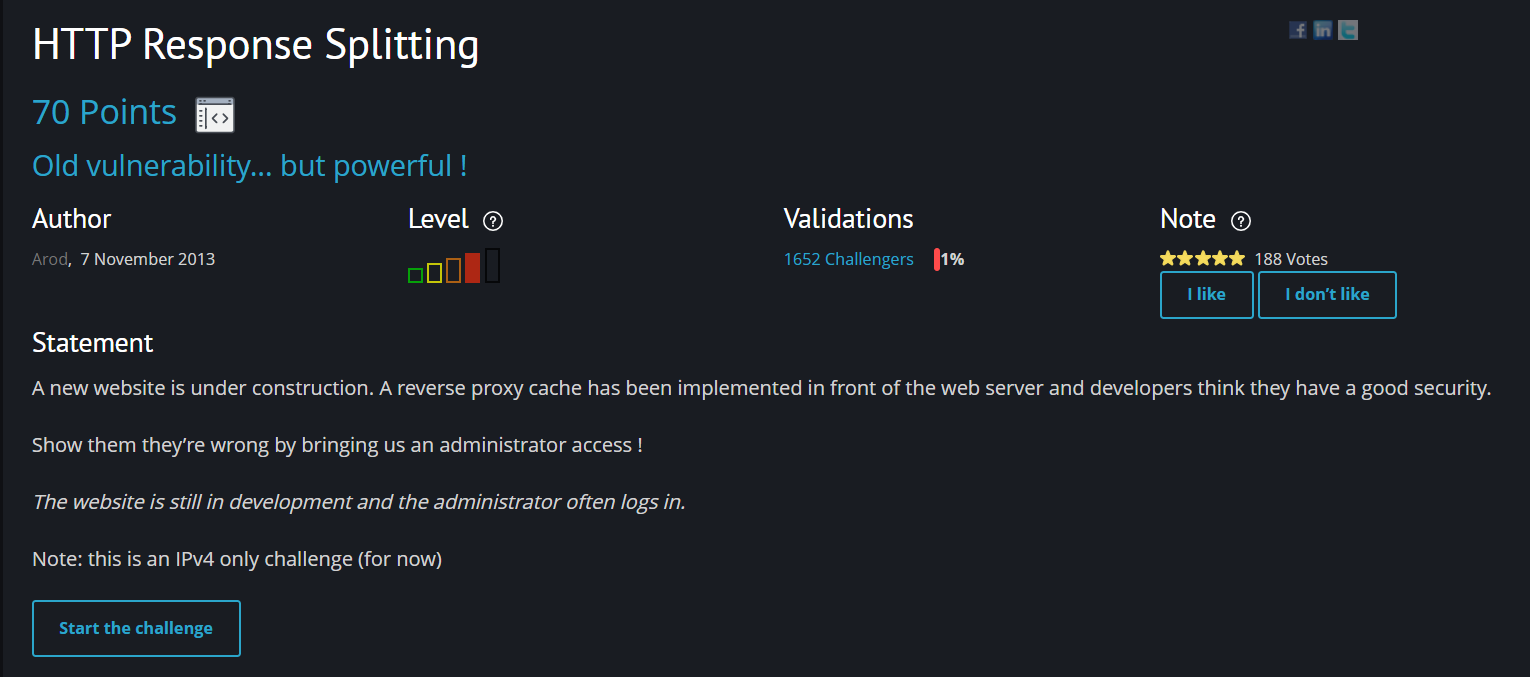 HTTP Response Splitting
70 Points
Old vulnerability... but powerful !
Author
Level
Validations
Note
Arod, 7 November 2013
1652 Challengers 1%
188 Votes
I like
I don’t like
Statement
A new website is under construction. A reverse proxy cache has been implemented in front of the web server and developers think they have a good security.
Show them they’re wrong by bringing us an administrator access !
The website is still in development and the administrator often logs in.
Note: this is an IPv4 only challenge (for now)
Start the challenge